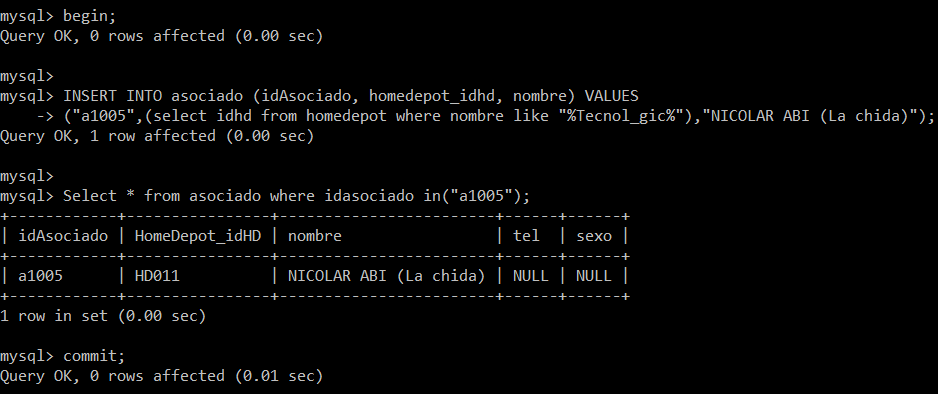 mysql> begin;
Query OK, 0 rows affected (0.00 sec)
mysql>
mysql> INSERT INTO asociado (idAsociado, homedepot_idhd, nombre) VALUES
    -> ("a1005",(select idhd from homedepot where nombre like "%Tecnol_gic%"),"NICOLAR ABI (La chida)");
Query OK, 1 row affected (0.00 sec)
mysql>
mysql> Select * from asociado where idasociado in("a1005");
+------------+----------------+------------------------+------+------+
| idAsociado | HomeDepot_idHD | nombre                 | tel  | sexo |
+------------+----------------+------------------------+------+------+
| a1005      | HD011          | NICOLAR ABI (La chida) | NULL | NULL |
+------------+----------------+------------------------+------+------+
1 row in set (0.00 sec)
mysql> commit;
Query OK, 0 rows affected (0.01 sec)